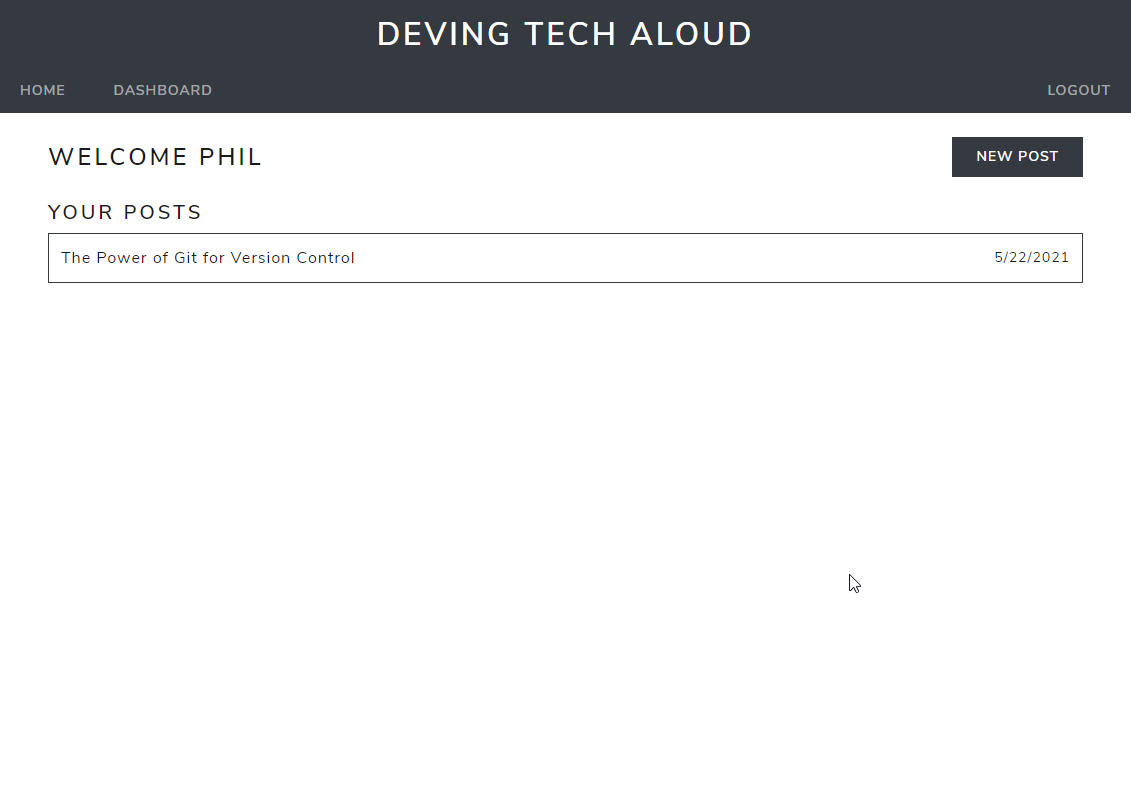 DEVING TECH ALOUD
HOME DASHBOARD LOGOUT
WELCOME PHIL NEW POST
YOUR POSTS
The Power of Git for Version Control 5/22/2021